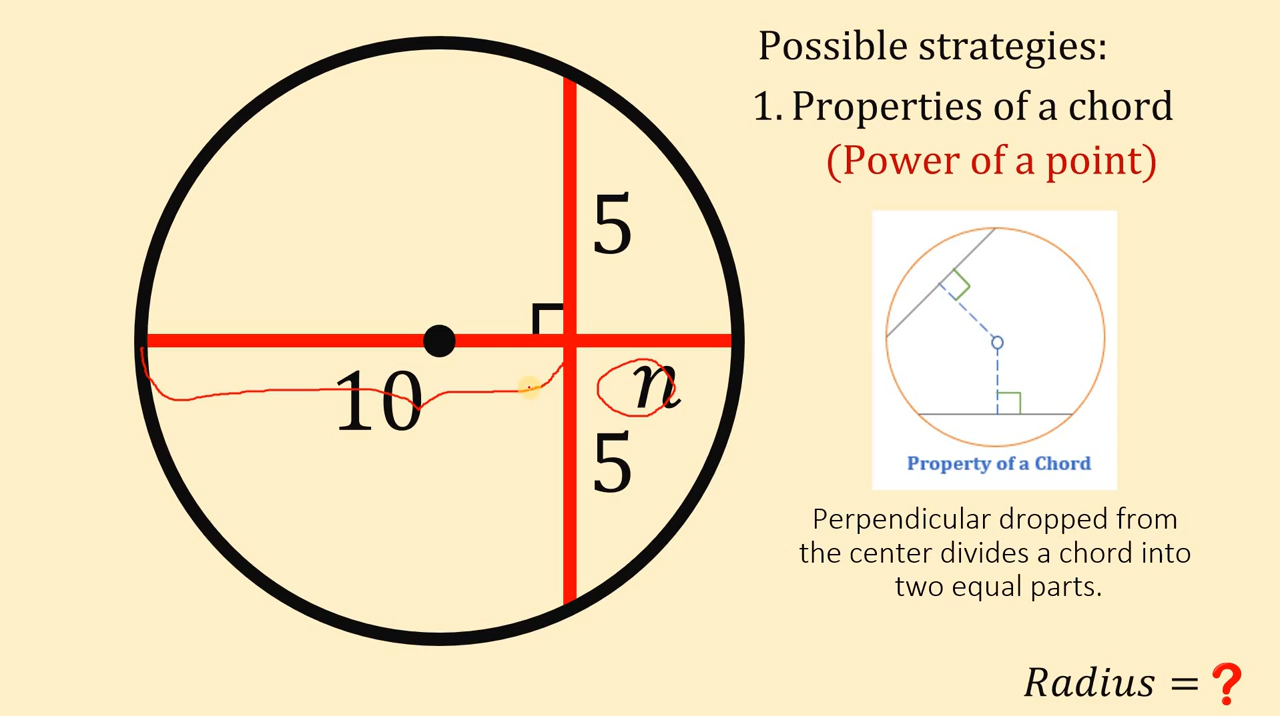 Possible strategies:
1. Properties of a chord
(Power of a point)
5
10
n
5
Property of a Chord
Perpendicular dropped from
the center divides a chord into
two equal parts.
Radius = ?